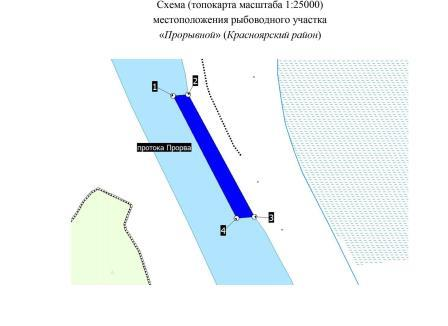 Схема (топокарта масштаба 1:25000)
местоположения рыбоводного участка
«Прорывной» (Красноярский район)
1
2
протока Прорва
3
4